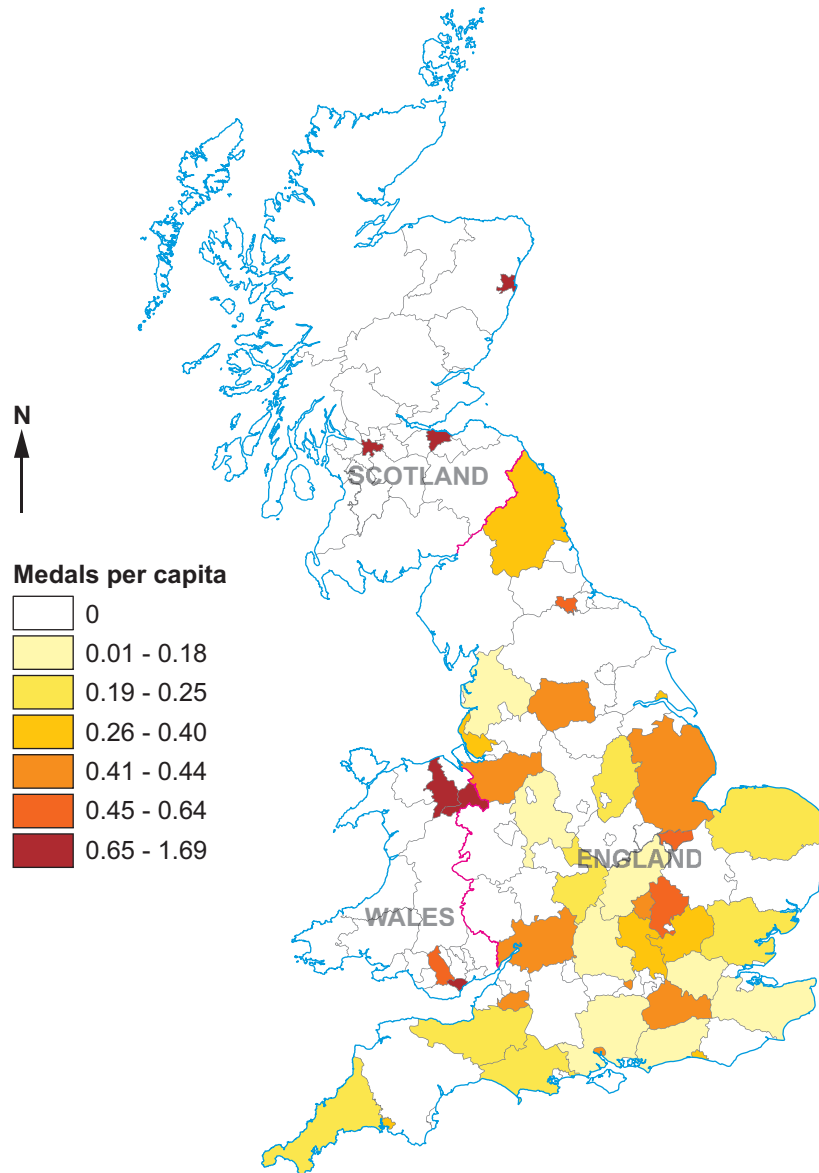 N
SCOTLAND
Medals per capita
0
0.01 - 0.18
0.19 - 0.25
0.26 - 0.40
0.41 - 0.44
0.45 - 0.64
0.65 - 1.69
ENGLAND
WALES